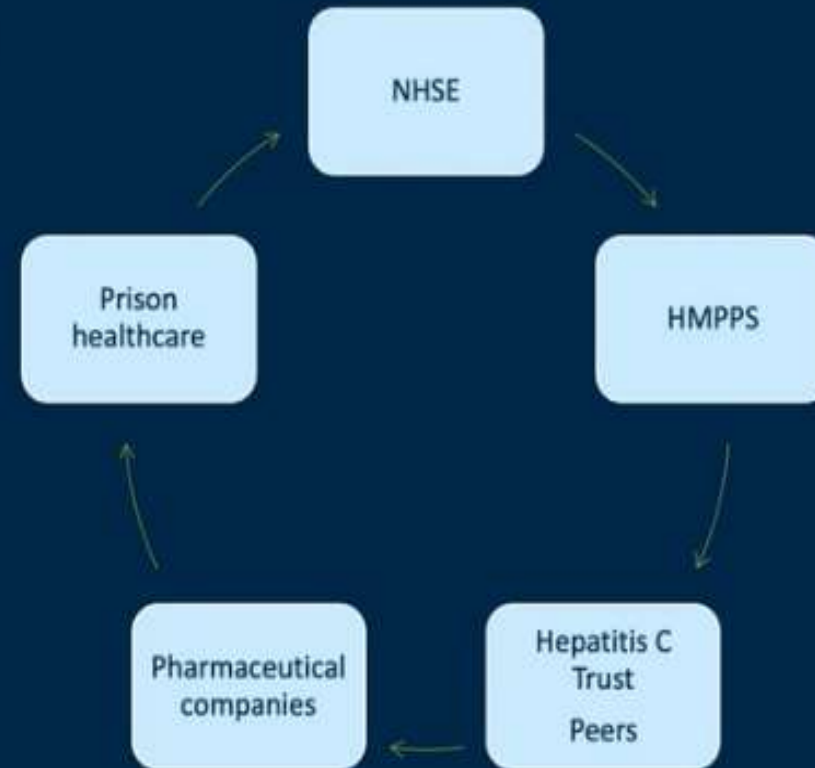 NHSE
HMPPS
Hepatitis C
Trust
Peers
Pharmaceutical
companies
Prison
healthcare